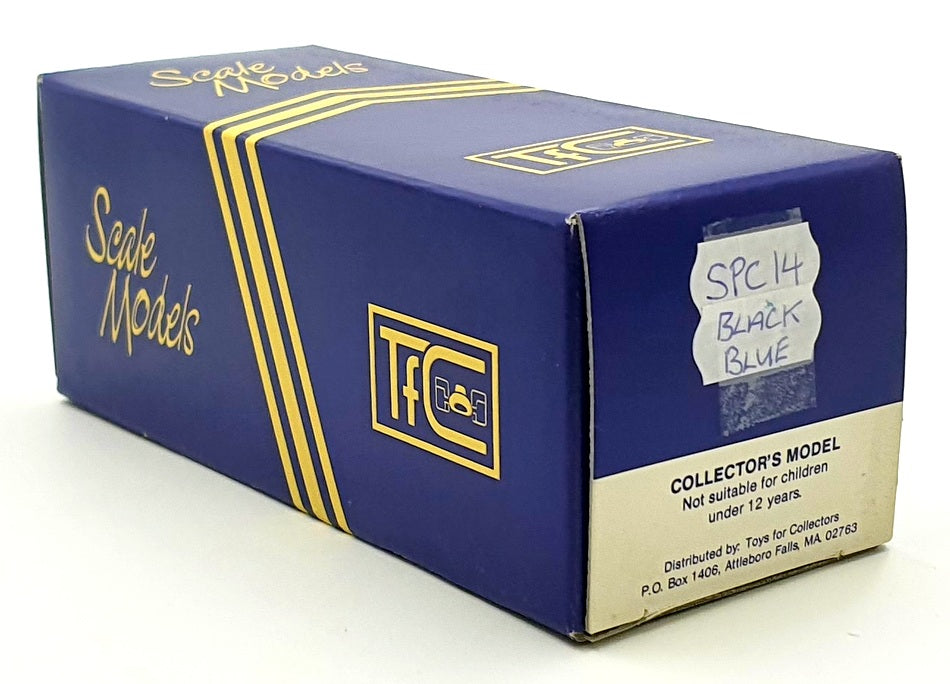 Scale
Models
TfC
Scale
Models
TfC
SPC14
BLACK
BLUE
COLLECTOR'S MODEL
Not suitable for children
under 12 years.
Distributed by: Toys for Collectors
P.O. Box 1406, Attleboro Falls, MA. 02763